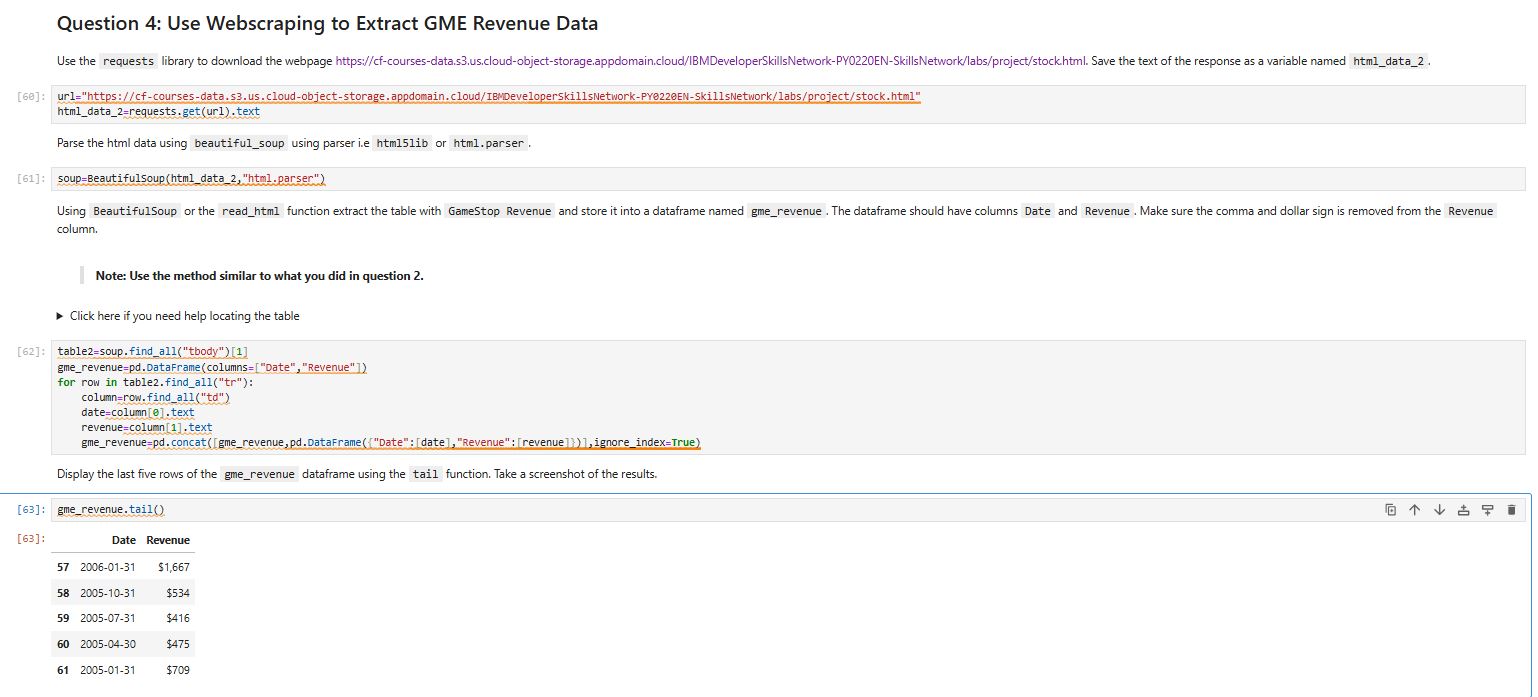 Question 4: Use Webscraping to Extract GME Revenue Data
Use the requests library to download the webpage https://cf-courses-data.s3.us.cloud-object-storage.appdomain.cloud/IBMDeveloperSkillsNetwork-PY0220EN-SkillsNetwork/labs/project/stock.html. Save the text of the response as a variable named html_data_2 .
[60]: url="https://cf-courses-data.s3.us.cloud-object-storage.appdomain.cloud/IBMDeveloperSkillsNetwork-PY0220EN-SkillsNetwork/labs/project/stock.html"
html_data_2=requests.get(url).text
Parse the html data using beautiful_soup using parser i.e html5lib or html.parser .
[61]: soup=BeautifulSoup(html_data_2,"html.parser")
Using BeautifulSoup or the read_html function extract the table with GameStop Revenue and store it into a dataframe named gme_revenue . The dataframe should have columns Date and Revenue . Make sure the comma and dollar sign is removed from the Revenue
column.
Note: Use the method similar to what you did in question 2.
▶ Click here if you need help locating the table
[62]: table2=soup.find_all("tbody")[1]
gme_revenue=pd.DataFrame(columns=["Date","Revenue"])
for row in table2.find_all("tr"):
    column=row.find_all("td")
    date=column[0].text
    revenue=column[1].text
    gme_revenue=pd.concat([gme_revenue,pd.DataFrame({"Date":[date],"Revenue":[revenue]})],ignore_index=True)
Display the last five rows of the gme_revenue dataframe using the tail function. Take a screenshot of the results.
[63]: gme_revenue.tail()
[63]: Date Revenue
57 2006-01-31 $1,667
58 2005-10-31 $534
59 2005-07-31 $416
60 2005-04-30 $475
61 2005-01-31 $709